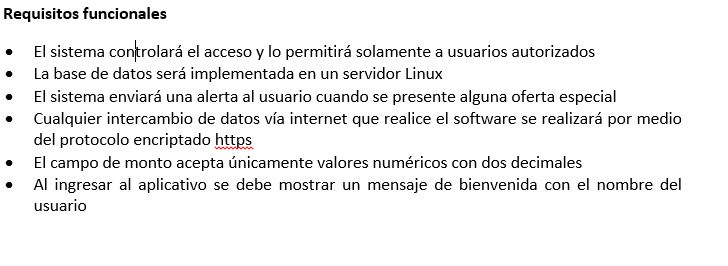 Requisitos funcionales
• El sistema controlará el acceso y lo permitirá solamente a usuarios autorizados
• La base de datos será implementada en un servidor Linux
• El sistema enviará una alerta al usuario cuando se presente alguna oferta especial
• Cualquier intercambio de datos vía internet que realice el software se realizará por medio
del protocolo encriptado https
• El campo de monto acepta únicamente valores numéricos con dos decimales
• Al ingresar al aplicativo se debe mostrar un mensaje de bienvenida con el nombre del
usuario